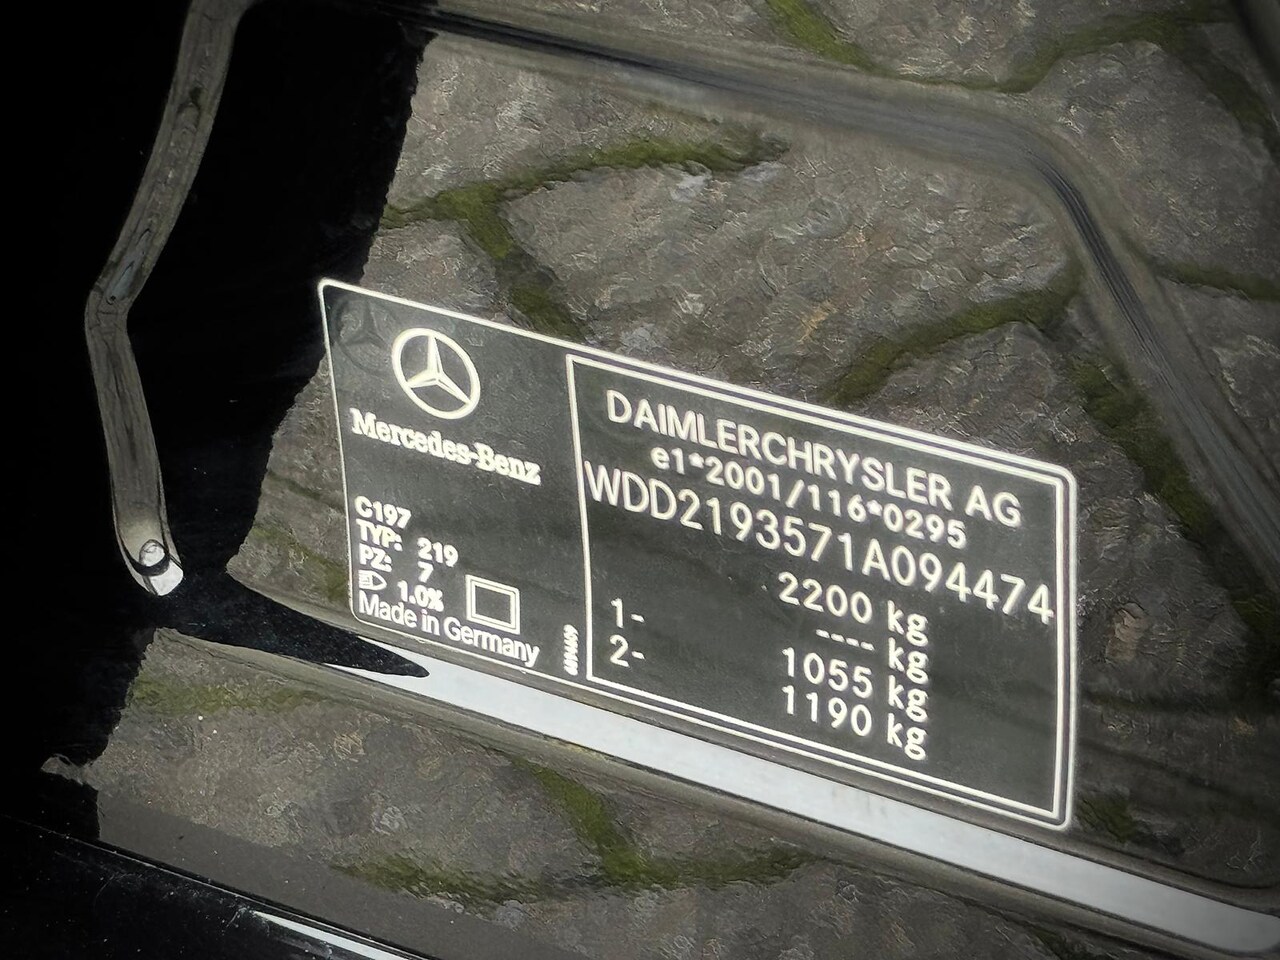 Mercedes-Benz
C197
TYP: 219
PZ: 7
1.0%
Made in Germany
DAIMLERCHRYSLER AG
e1*2001/116*0295
WDD2193571A094474
2200 kg
---- kg
1- 1055 kg
2- 1190 kg